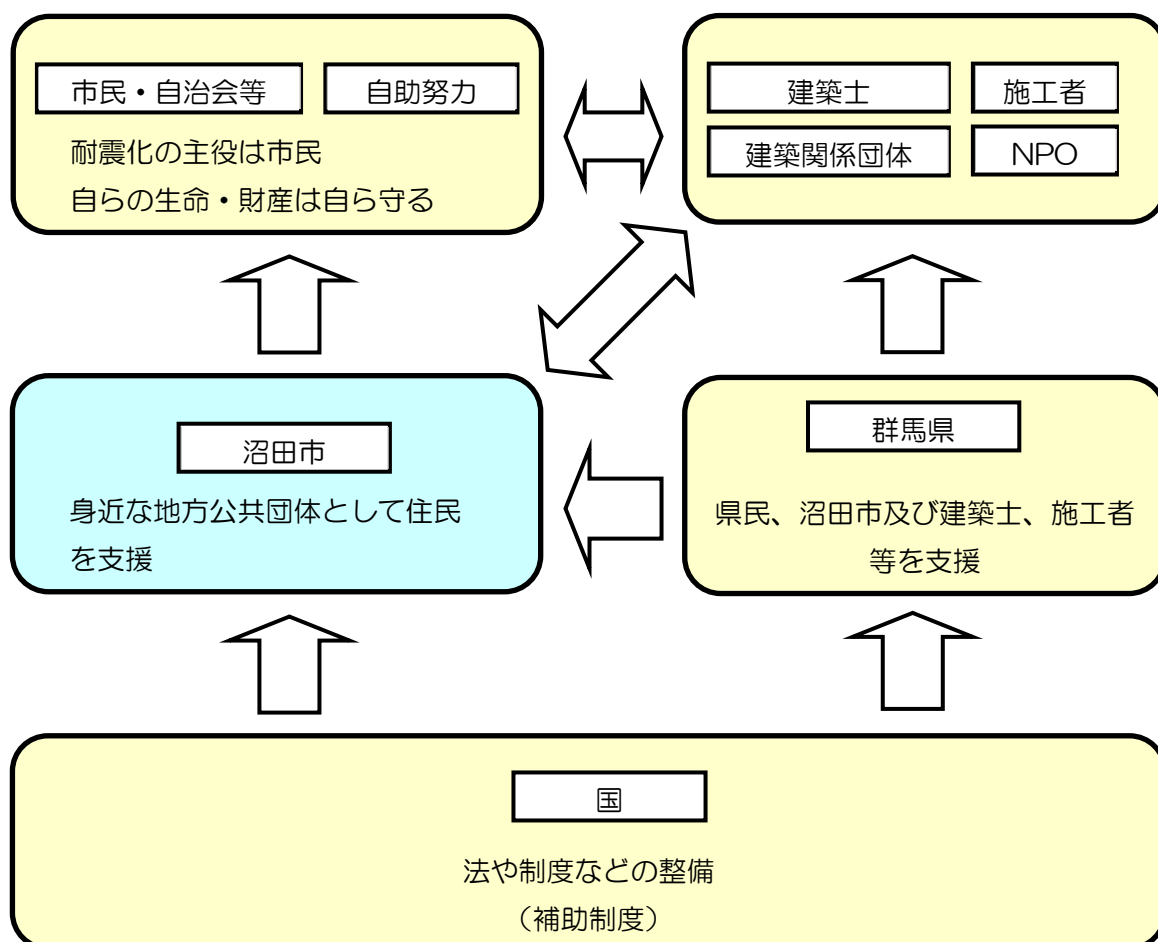 市民・自治会等
自助努力
耐震化の主役は市民
自らの生命・財産は自ら守る
建築士
施工者
建築関係団体
NPO
沼田市
身近な地方公共団体として住民
を支援
群馬県
県民、沼田市及び建築士、施工者
等を支援
国
法や制度などの整備
（補助制度）